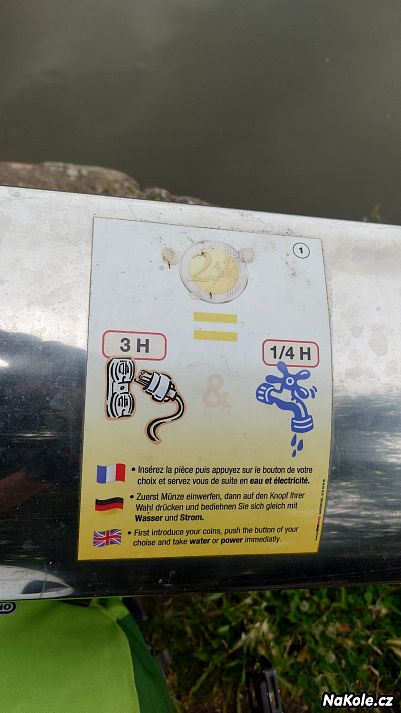 1
2
3 H
1/4 H
&
• Insérez la pièce puis appuyez sur le bouton de votre
choix et servez vous de suite en eau et électricité.
• Zuerst Münze einwerfen, dann auf den Knopf Ihrer
Wahl drücken und bediehnen Sie sich gleich mit
Wasser und Strom.
• First introduce your coins, push the button of your
choise and take water or power immediatly.
NaKole.cz